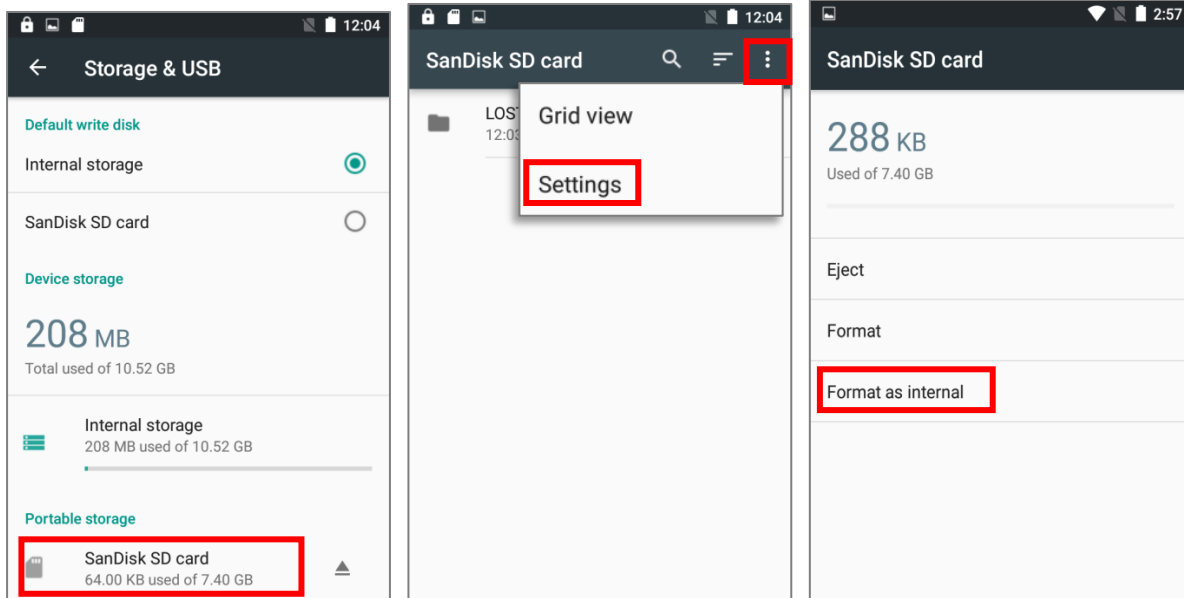 12:04
Storage & USB
Default write disk
Internal storage
SanDisk SD card
Device storage
208 MB
Total used of 10.52 GB
Internal storage
208 MB used of 10.52 GB
Portable storage
SanDisk SD card
64.00 KB used of 7.40 GB
12:04
SanDisk SD card
LOS
12:03
Grid view
Settings
2:57
SanDisk SD card
288 KB
Used of 7.40 GB
Eject
Format
Format as internal